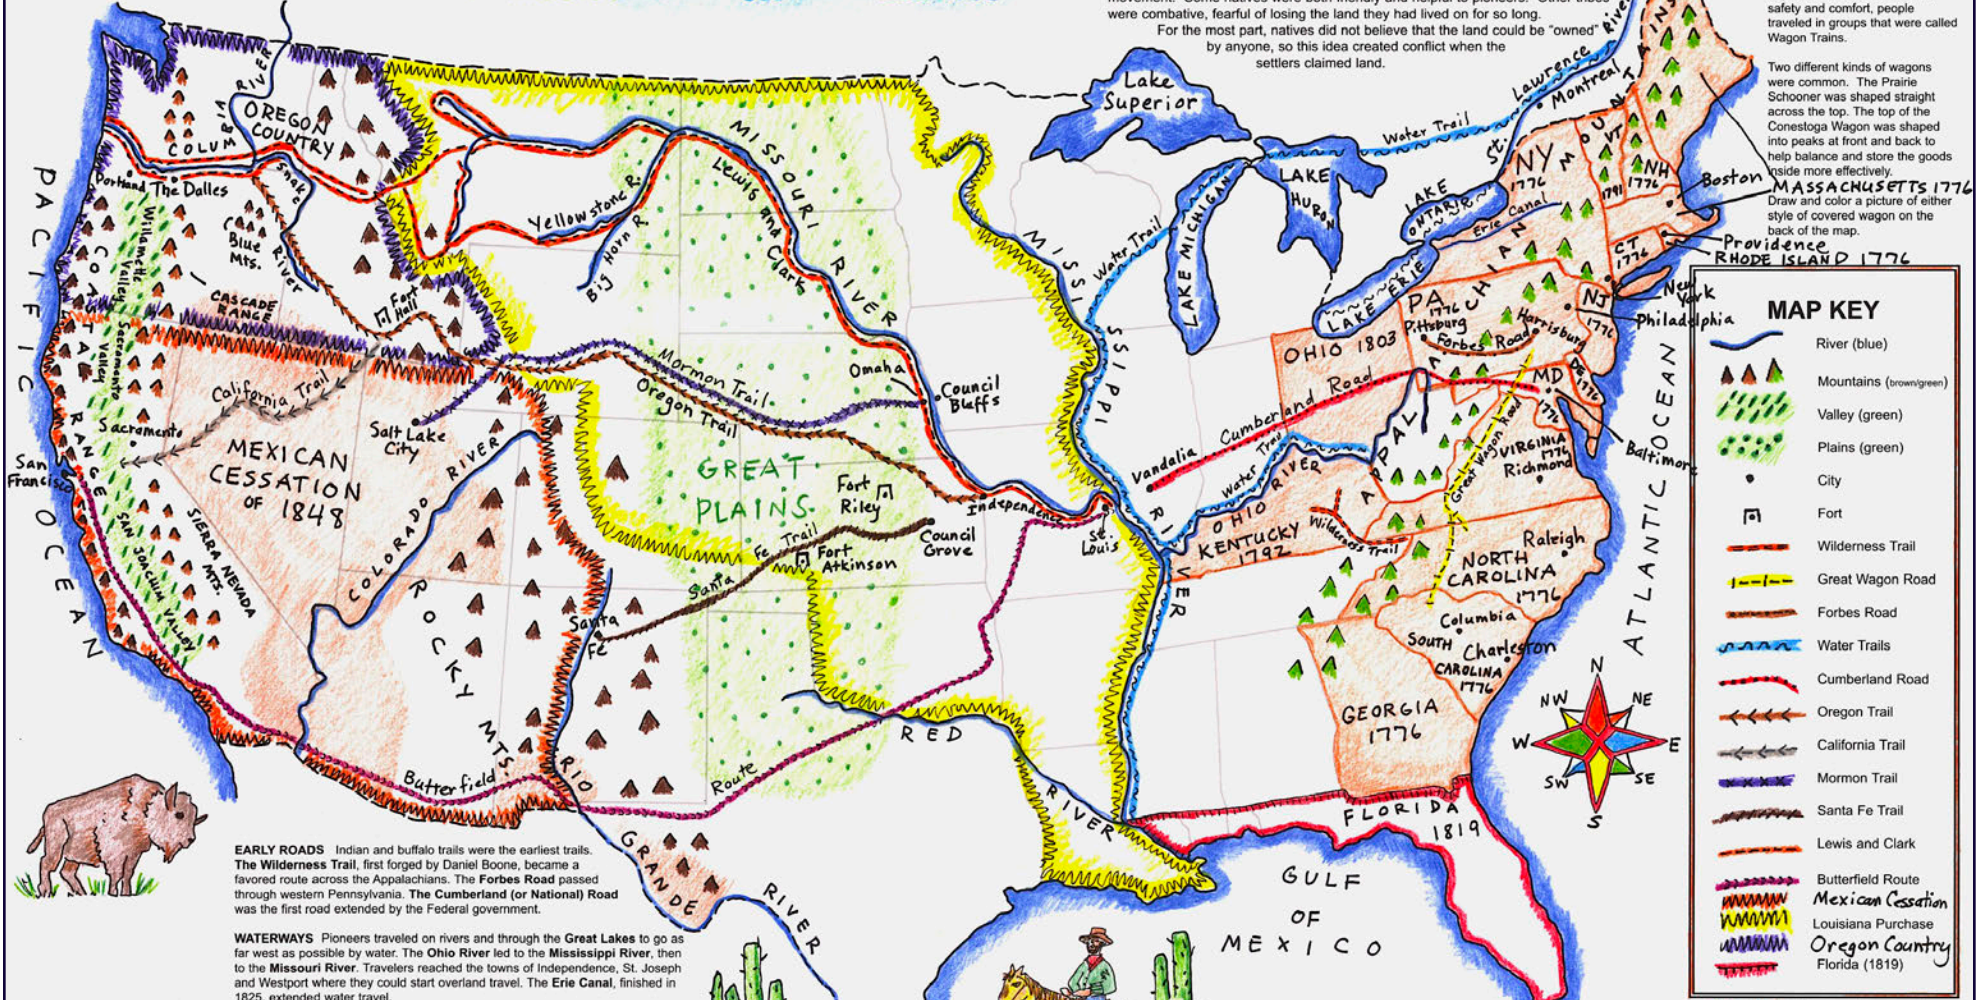 were combative, fearful of losing the land they had lived on for so long.
For the most part, natives did not believe that the land could be "owned"
by anyone, so this idea created conflict when the
settlers claimed land.
safety and comfort, people
traveled in groups that were called
Wagon Trains.
Two different kinds of wagons
were common. The Prairie
Schooner was shaped straight
across the top. The top of the
Conestoga Wagon was shaped
into peaks at front and back to
help balance and store the goods
inside more effectively.
Draw and color a picture of either
style of covered wagon on the
back of the map.
PACIFIC OCEAN
COLUMBIA RIVER
OREGON
COUNTRY
Portland
The Dalles
Snake River
Willamette Valley
Blue
Mts.
CASCADE
RANGE
COASTAL RANGES
Sacramento Valley
Fort
Hall
California Trail
Sacramento
San
Francisco
MEXICAN
CESSATION
OF 1848
SAN JOAQUIN VALLEY
SIERRA NEVADA
MTS.
Salt Lake
City
COLORADO RIVER
ROCKY MTS.
Yellowstone R.
Big Horn R.
MISSOURI RIVER
Lewis and Clark
Mormon Trail
Oregon Trail
Omaha
Council
Bluffs
GREAT
PLAINS
Fort
Riley
Independence
Council
Grove
Fort
Atkinson
Santa Fe Trail
Santa
Fe
Butterfield Route
RIO GRANDE RIVER
RED RIVER
St.
Louis
MISSISSIPPI RIVER
Water Trail
Lake
Superior
LAKE MICHIGAN
LAKE
HURON
LAKE ERIE
LAKE
ONTARIO
Water Trail
St. Lawrence River
Montreal
Erie Canal
APPALACHIAN MOUNTAINS
NY
1776
VT
1791
NH
1776
Boston
MASSACHUSETTS 1776
CT
1776
Providence
RHODE ISLAND 1776
New
York
NJ
1776
Philadelphia
PA
1776
Pittsburg
Harrisburg
Forbes Road
OHIO 1803
Cumberland Road
Vandalia
Water Trail
OHIO RIVER
MD
1776
DE
1776
Baltimore
Great Wagon Road
VIRGINIA
1776
Richmond
KENTUCKY
1792
Wilderness Trail
NORTH
CAROLINA
1776
Raleigh
Columbia
SOUTH
CAROLINA
1776
Charleston
GEORGIA
1776
FLORIDA
1819
ATLANTIC OCEAN
GULF
OF
MEXICO
N
NE
E
SE
S
SW
W
NW
MAP KEY
River (blue)
Mountains (brown/green)
Valley (green)
Plains (green)
City
Fort
Wilderness Trail
Great Wagon Road
Forbes Road
Water Trails
Cumberland Road
Oregon Trail
California Trail
Mormon Trail
Santa Fe Trail
Lewis and Clark
Butterfield Route
Mexican Cessation
Louisiana Purchase
Oregon Country
Florida (1819)
EARLY ROADS Indian and buffalo trails were the earliest trails.
The Wilderness Trail, first forged by Daniel Boone, became a
favored route across the Appalachians. The Forbes Road passed
through western Pennsylvania. The Cumberland (or National) Road
was the first road extended by the Federal government.
WATERWAYS Pioneers traveled on rivers and through the Great Lakes to go as
far west as possible by water. The Ohio River led to the Mississippi River, then
to the Missouri River. Travelers reached the towns of Independence, St. Joseph
and Westport where they could start overland travel. The Erie Canal, finished in
1825, extended water travel.